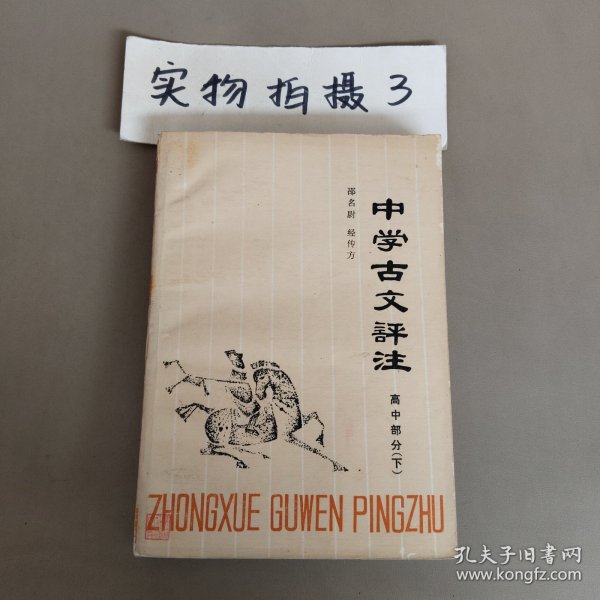 实物拍摄3
邵名尉 经传方
中学古文評注
高中部分(下)
ZHONGXUE GUWEN PINGZHU
孔夫子旧书网
www.kongfz.com